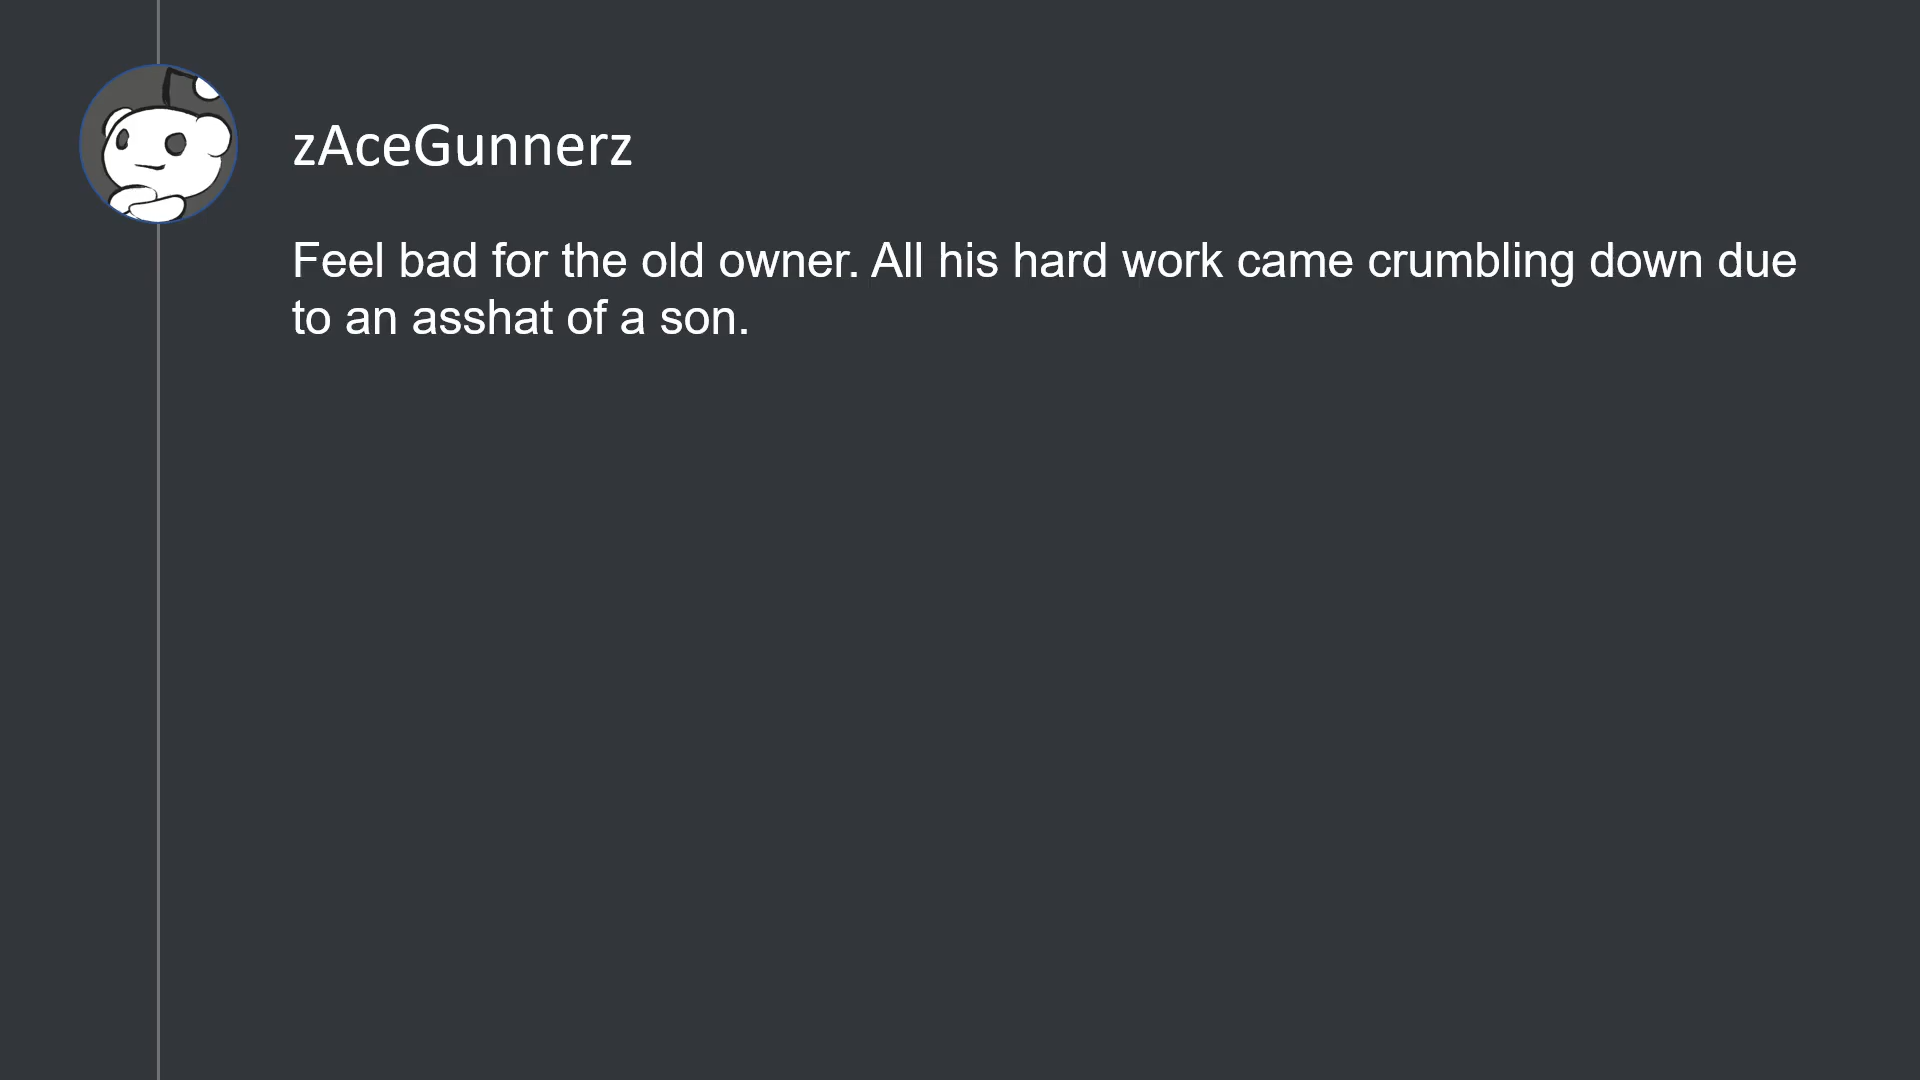 zAceGunnerz
Feel bad for the old owner. All his hard work came crumbling down due
to an asshat of a son.